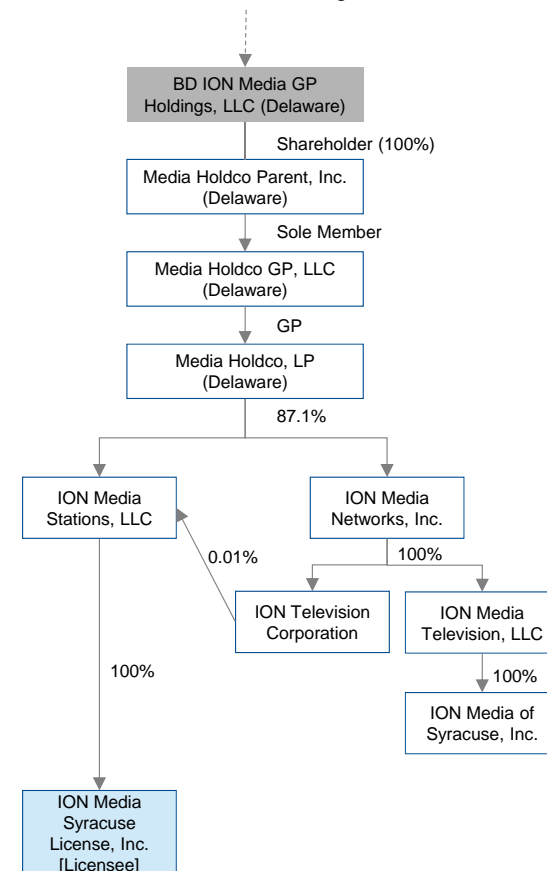 BD ION Media GP
Holdings, LLC (Delaware)
Shareholder (100%)
Media Holdco Parent, Inc.
(Delaware)
Sole Member
Media Holdco GP, LLC
(Delaware)
GP
Media Holdco, LP
(Delaware)
87.1%
ION Media
Stations, LLC
ION Media
Networks, Inc.
0.01%
100%
ION Television
Corporation
ION Media
Television, LLC
100%
100%
ION Media of
Syracuse, Inc.
ION Media
Syracuse
License, Inc.
[Licensee]